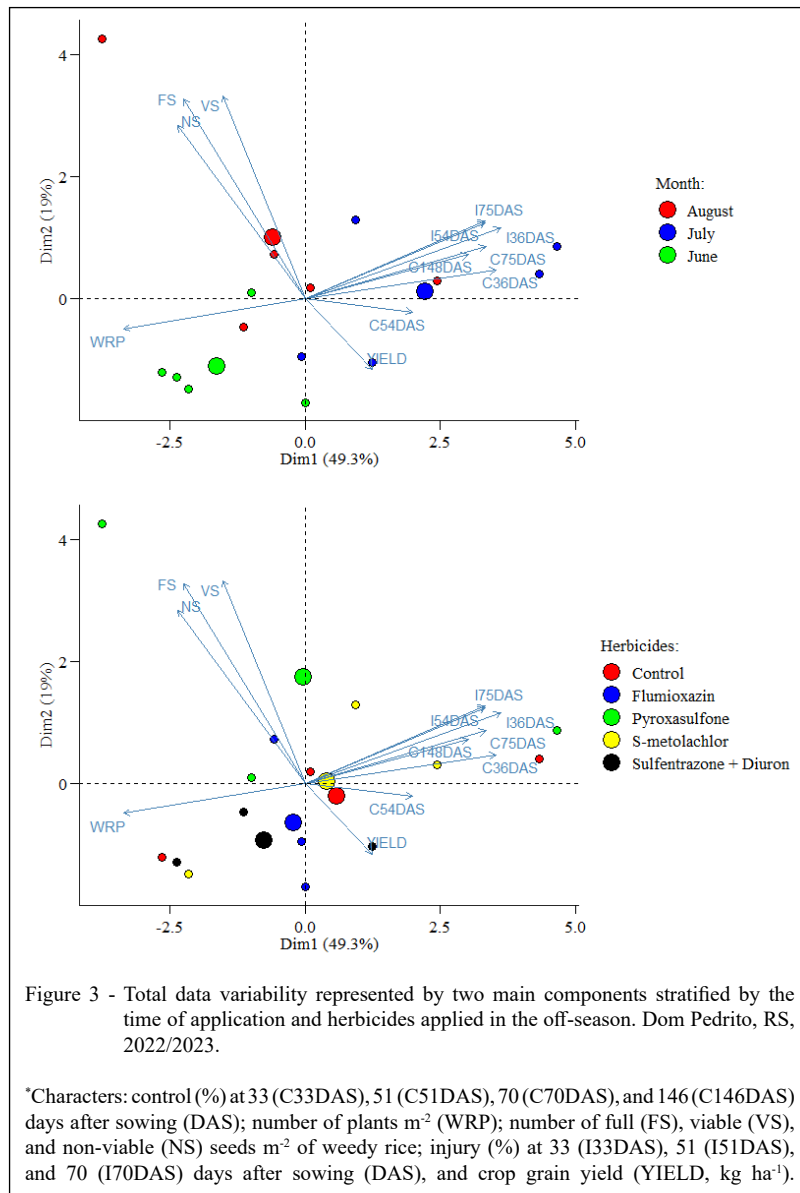 4
2
0
Dim2 (19%)
FS
VS
NS
I75DAS
I54DAS
I36DAS
C75DAS
C148DAS
C36DAS
C54DAS
WRP
YIELD
-2.5
0.0
2.5
5.0
Dim1 (49.3%)
Month:
August
July
June
4
2
0
Dim2 (19%)
FS
VS
NS
I75DAS
I54DAS
I36DAS
C75DAS
C148DAS
C36DAS
C54DAS
WRP
YIELD
-2.5
0.0
2.5
5.0
Dim1 (49.3%)
Herbicides:
Control
Flumioxazin
Pyroxasulfone
S-metolachlor
Sulfentrazone + Diuron
Figure 3 - Total data variability represented by two main components stratified by the
time of application and herbicides applied in the off-season. Dom Pedrito, RS,
2022/2023.
*Characters: control (%) at 33 (C33DAS), 51 (C51DAS), 70 (C70DAS), and 146 (C146DAS)
days after sowing (DAS); number of plants m-2 (WRP); number of full (FS), viable (VS),
and non-viable (NS) seeds m-2 of weedy rice; injury (%) at 33 (I33DAS), 51 (I51DAS),
and 70 (I70DAS) days after sowing (DAS), and crop grain yield (YIELD, kg ha-1).